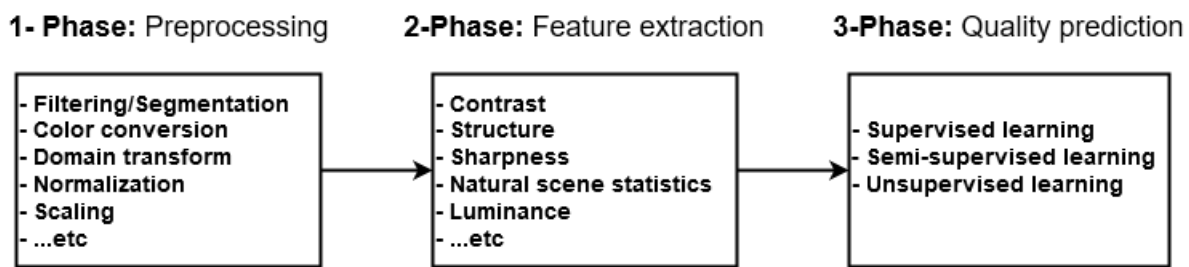 1- Phase: Preprocessing
- Filtering/Segmentation
- Color conversion
- Domain transform
- Normalization
- Scaling
- ...etc
2-Phase: Feature extraction
- Contrast
- Structure
- Sharpness
- Natural scene statistics
- Luminance
- ...etc
3-Phase: Quality prediction
- Supervised learning
- Semi-supervised learning
- Unsupervised learning